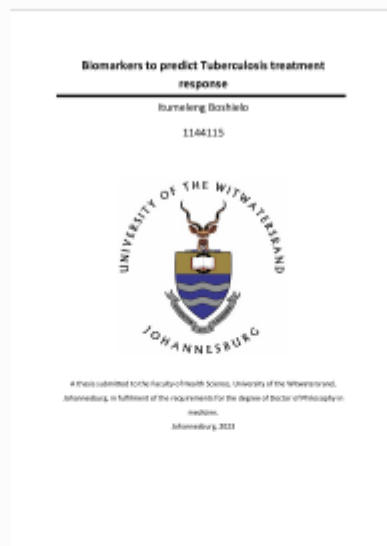 Biomarkers to predict Tuberculosis treatment
response
Itumeleng Boshielo
1144115
UNIVERSITY OF THE WITWATERSRAND
JOHANNESBURG
A thesis submitted to the Faculty of Health Science, University of the Witwatersrand,
Johannesburg, in fulfilment of the requirements for the degree of Doctor of Philosophy in
medicine.
Johannesburg, 2023